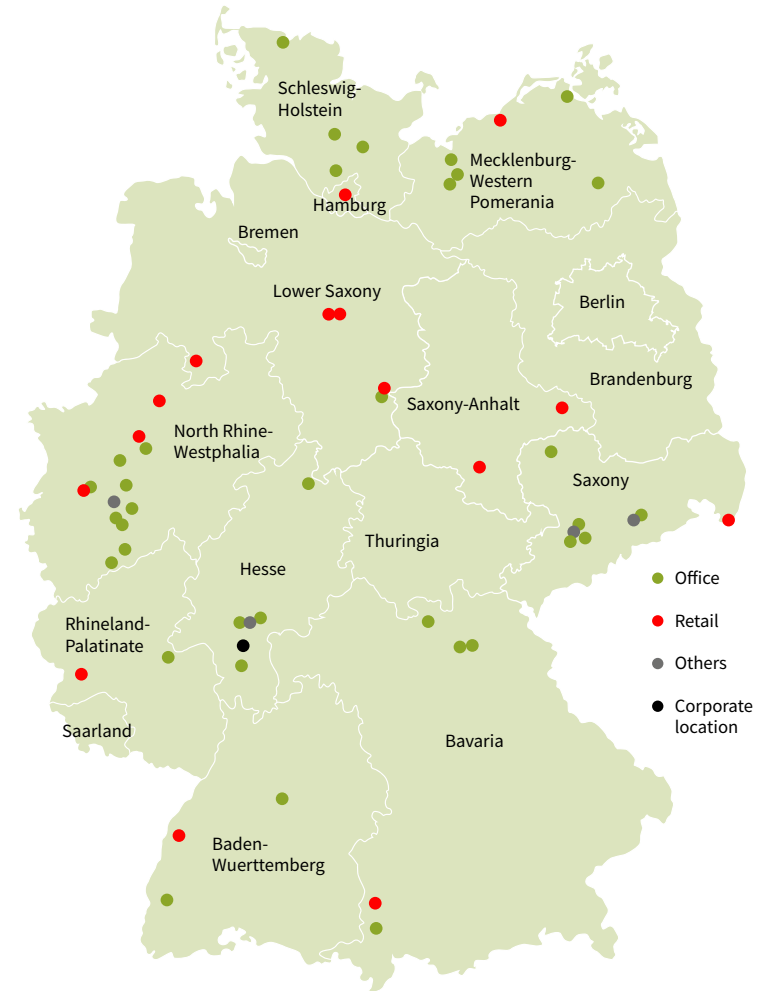 Schleswig-
Holstein
Mecklenburg-
Western
Pomerania
Hamburg
Bremen
Lower Saxony
Berlin
Brandenburg
Saxony-Anhalt
North Rhine-
Westphalia
Saxony
Thuringia
Hesse
Rhineland-
Palatinate
Saarland
Bavaria
Baden-
Wuerttemberg
Office
Retail
Others
Corporate
location